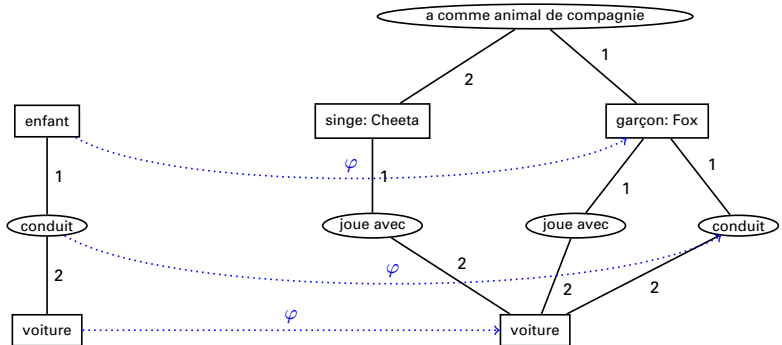 a comme animal de compagnie
2
1
enfant
singe: Cheeta
garçon: Fox
φ
1
1
1
1
conduit
joue avec
joue avec
conduit
2
φ
2
2
2
φ
voiture
voiture